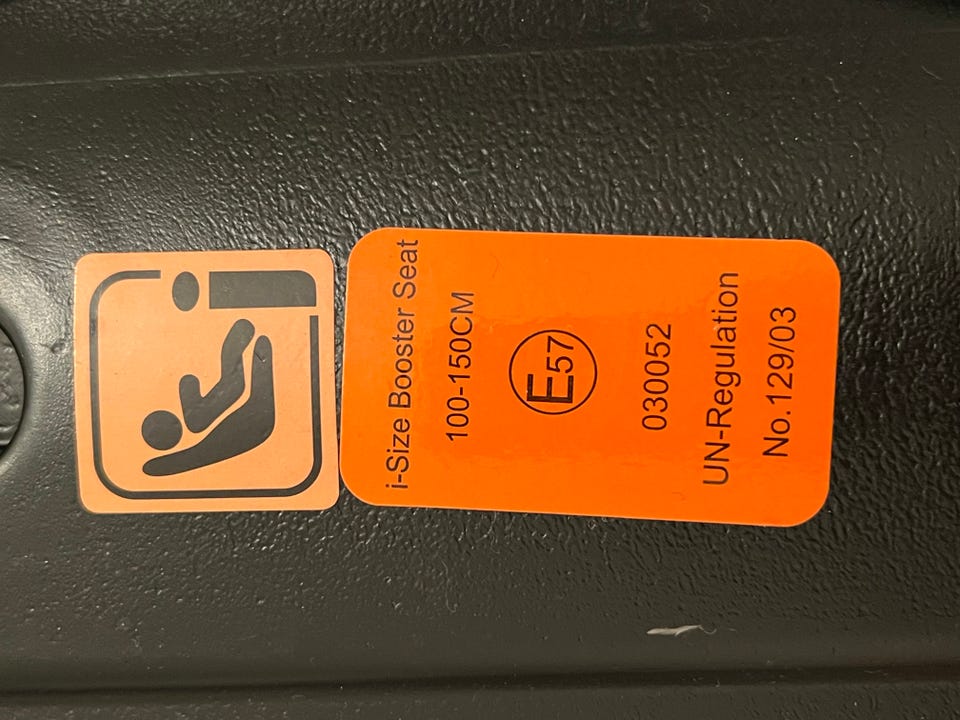 i-Size Booster Seat
100-150CM
E57
030052
UN-Regulation
No.129/03